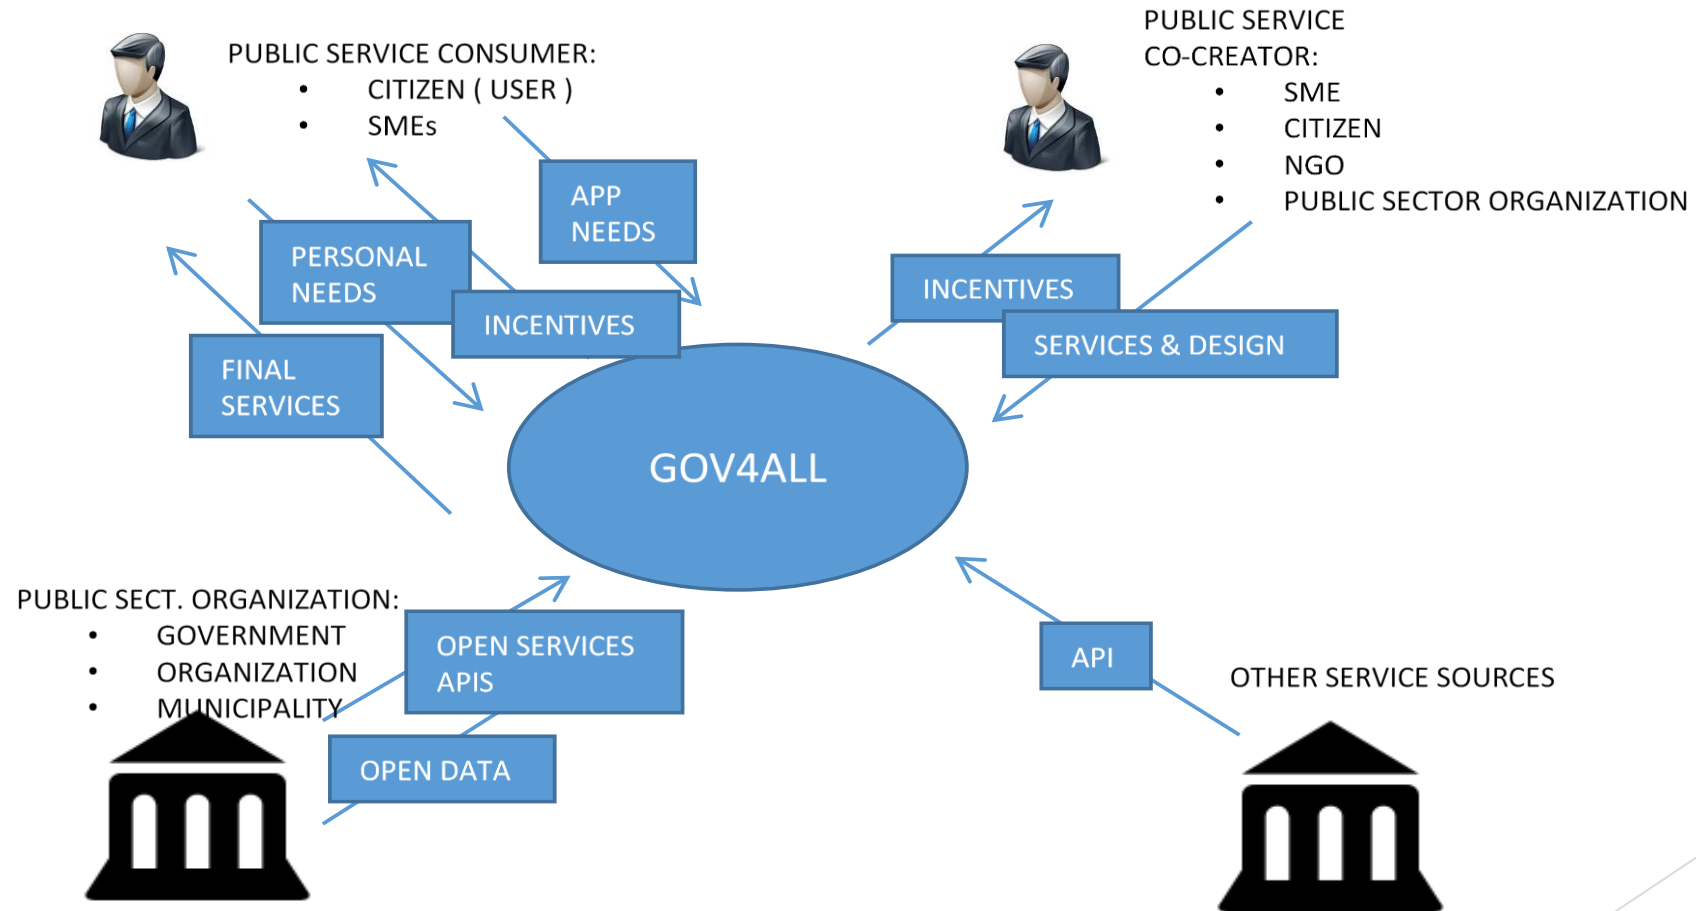 PUBLIC SERVICE CONSUMER:
• CITIZEN ( USER )
• SMEs
PUBLIC SERVICE
CO-CREATOR:
• SME
• CITIZEN
• NGO
• PUBLIC SECTOR ORGANIZATION
APP
NEEDS
PERSONAL
NEEDS
INCENTIVES
FINAL
SERVICES
INCENTIVES
SERVICES & DESIGN
GOV4ALL
PUBLIC SECT. ORGANIZATION:
• GOVERNMENT
• ORGANIZATION
• MUNICIPALITY
OPEN SERVICES
APIS
OPEN DATA
API
OTHER SERVICE SOURCES